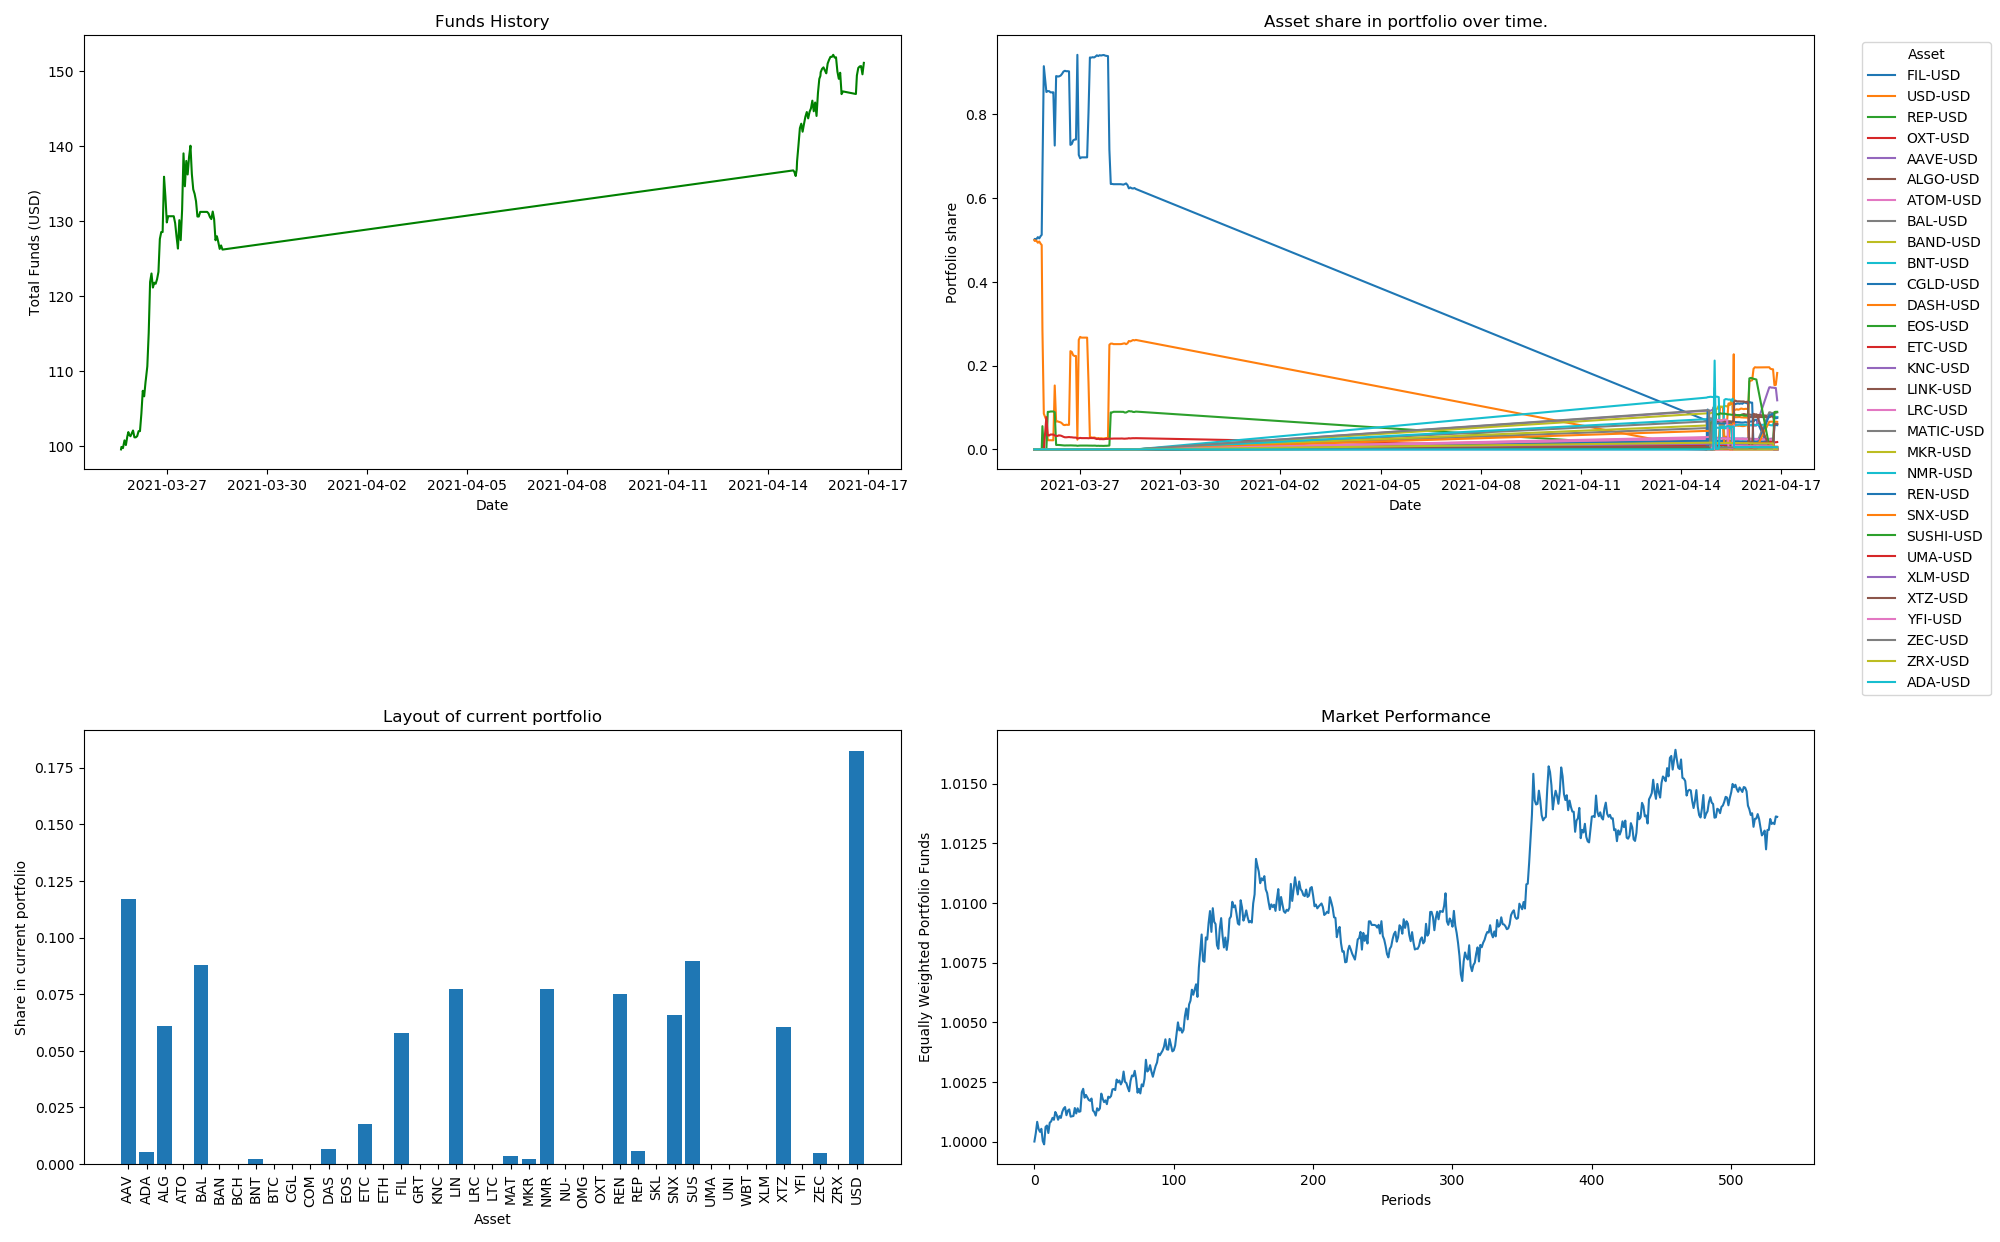 Funds History
Total Funds (USD)
150
140
130
120
110
100
2021-03-27 2021-03-30 2021-04-02 2021-04-05 2021-04-08 2021-04-11 2021-04-14 2021-04-17
Date
Asset share in portfolio over time.
Portfolio share
0.8
0.6
0.4
0.2
0.0
2021-03-27 2021-03-30 2021-04-02 2021-04-05 2021-04-08 2021-04-11 2021-04-14 2021-04-17
Date
Asset
FIL-USD
USD-USD
REP-USD
OXT-USD
AAVE-USD
ALGO-USD
ATOM-USD
BAL-USD
BAND-USD
BNT-USD
CGLD-USD
DASH-USD
EOS-USD
ETC-USD
KNC-USD
LINK-USD
LRC-USD
MATIC-USD
MKR-USD
NMR-USD
REN-USD
SNX-USD
SUSHI-USD
UMA-USD
XLM-USD
XTZ-USD
YFI-USD
ZEC-USD
ZRX-USD
ADA-USD
Layout of current portfolio
Share in current portfolio
0.175
0.150
0.125
0.100
0.075
0.050
0.025
0.000
AAV ADA ALG ATO BAL BAN BCH BNT BTC CGL COM DAS EOS ETC ETH FIL GRT KNC LIN LRC LTC MAT MKR NMR NU- OMG OXT REN REP SKL SNX SUS UMA UNI WBT XLM XTZ YFI ZEC ZRX USD
Asset
Market Performance
Equally Weighted Portfolio Funds
1.0150
1.0125
1.0100
1.0075
1.0050
1.0025
1.0000
0 100 200 300 400 500
Periods